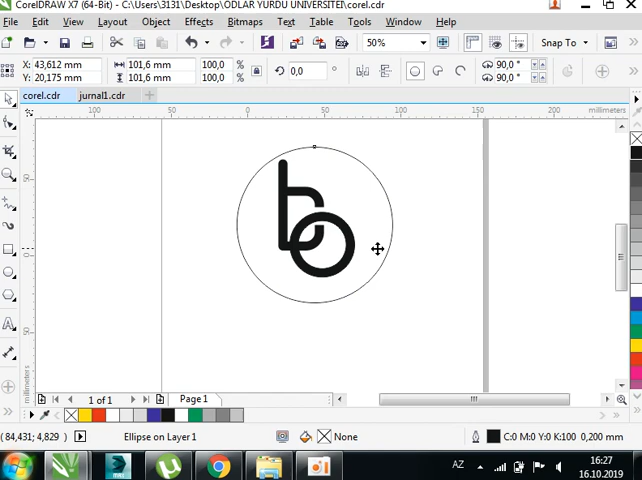 CorelDRAW X7 (64-Bit) - C:\Users\3131\Desktop\ODLAR YURDU UNIVERSITEI\corel.cdr
File Edit View Layout Object Effects Bitmaps Text Table Tools Window Help
50% Snap To
X: 43,612 mm 101,6 mm 100,0 % 0,0 ° 90,0 °
Y: 20,175 mm 101,6 mm 100,0 % 90,0 °
corel.cdr jurnal1.cdr
100 50 0 50 100 150 200 millimeters
50
0
50
millimeters
1 of 1 Page 1
(84,431; 4,829 ) Ellipse on Layer 1 None C:0 M:0 Y:0 K:100 0,200 mm
AZ 16:27
16.10.2019